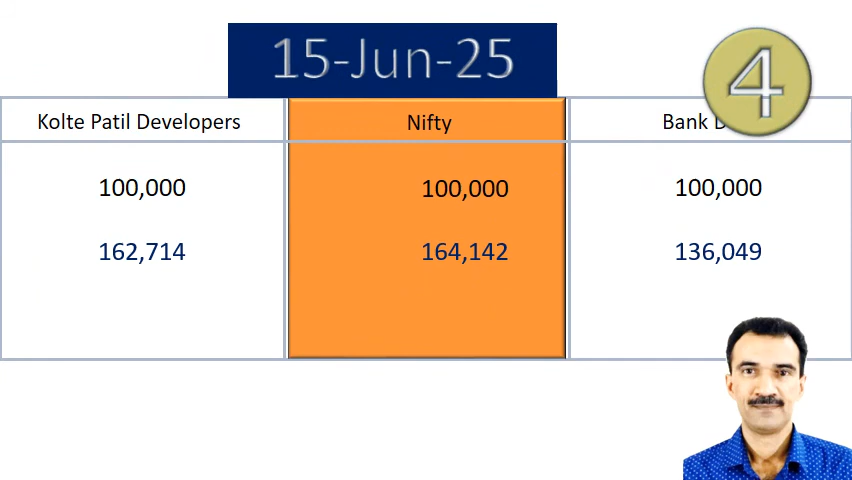 15-Jun-25
4
Kolte Patil Developers
Nifty
Bank
100,000
100,000
100,000
162,714
164,142
136,049